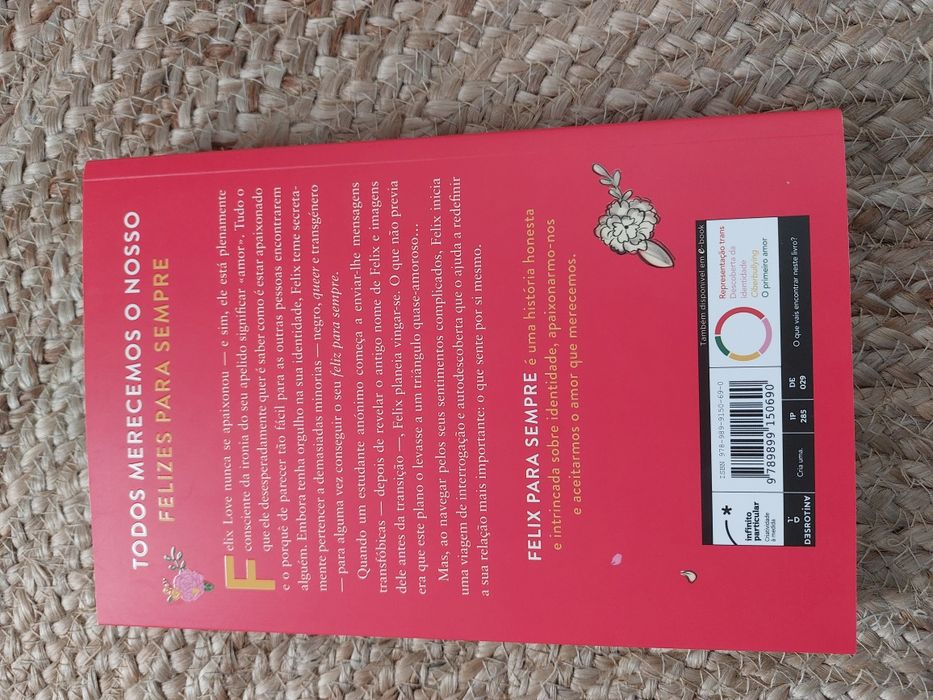 TODOS MERECEMOS O NOSSO
FELIZES PARA SEMPRE
Felix Love nunca se apaixonou — e sim, ele está plenamente
consciente da ironia do seu apelido significar «amor». Tudo o
que ele desesperadamente quer é saber como é estar apaixonado
e o porquê de parecer tão fácil para as outras pessoas encontrarem
alguém. Embora tenha orgulho na sua identidade, Felix teme secreta-
mente pertencer a demasiadas minorias — negro, queer e transgénero
— para alguma vez conseguir o seu feliz para sempre.
Quando um estudante anónimo começa a enviar-lhe mensagens
transfóbicas — depois de revelar o antigo nome de Felix e imagens
dele antes da transição —, Felix planeia vingar-se. O que não previa
era que este plano o levasse a um triângulo quase-amoroso...
Mas, ao navegar pelos seus sentimentos complicados, Felix inicia
uma viagem de interrogação e autodescoberta que o ajuda a redefinir
a sua relação mais importante: o que sente por si mesmo.
FELIX PARA SEMPRE é uma história honesta
e intrincada sobre identidade, apaixonarmo-nos
e aceitarmos o amor que merecemos.
Também disponível em e-book
Representação trans
Descoberta da
identidade
Ciberbullying
O primeiro amor
O que vais encontrar neste livro?
ISBN 978-989-9150-69-0
9 789899 150690
infinito
particular
Criatividade
à medida
DESROTINA
Cria uma.
IP
285
DE
029